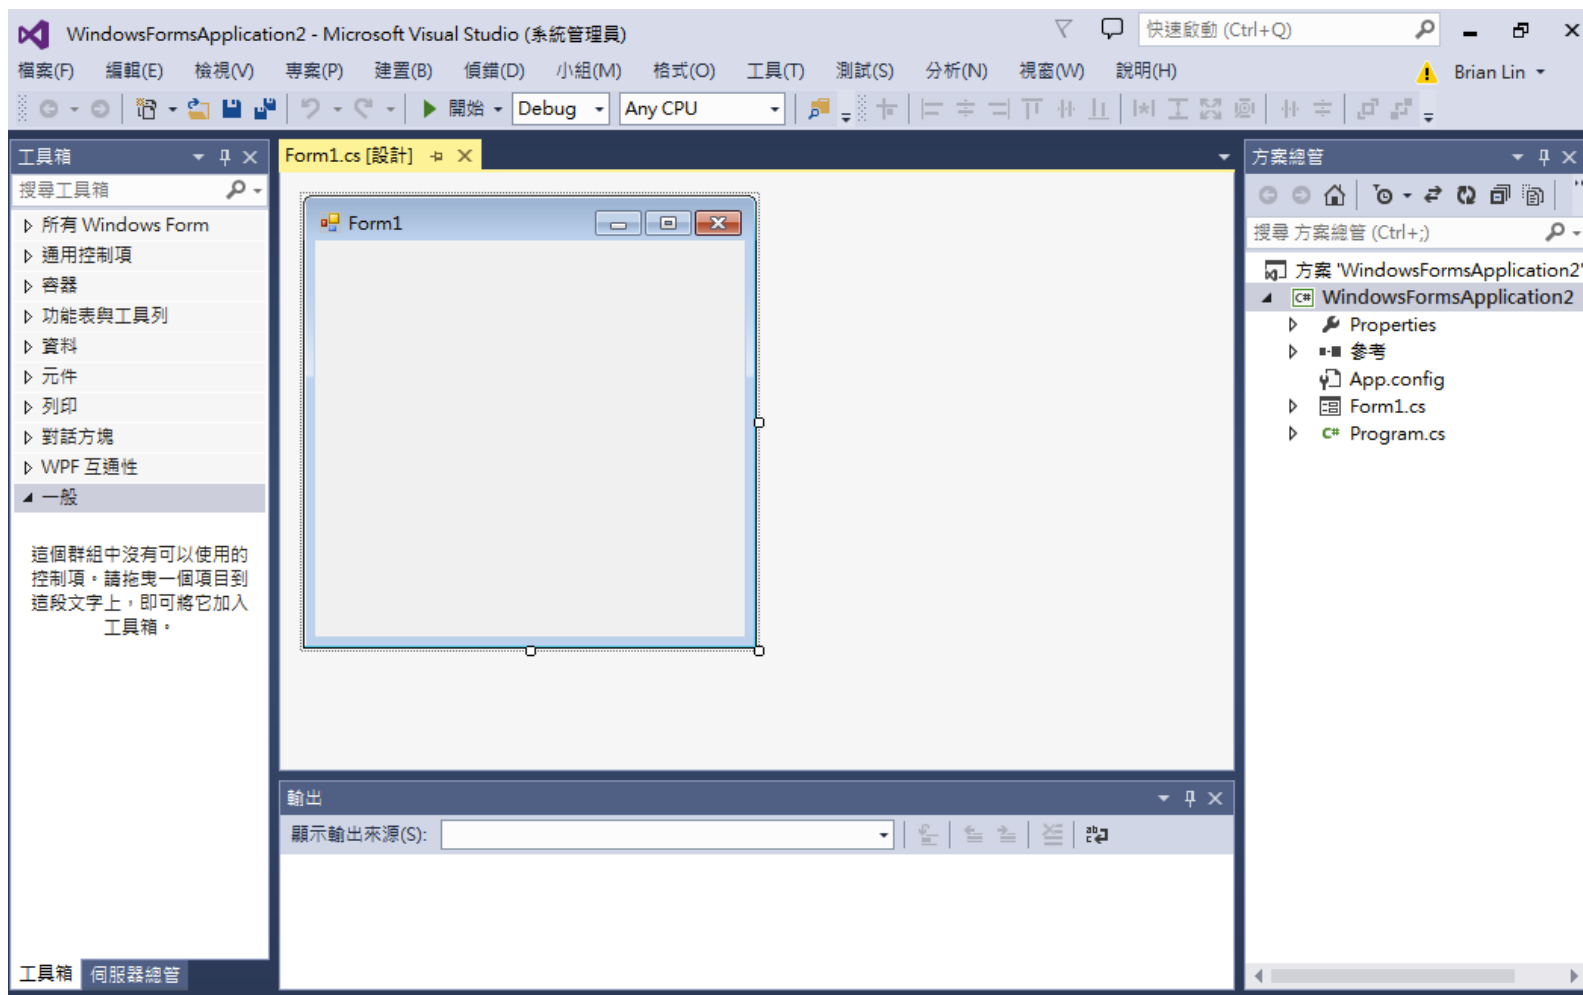 WindowsFormsApplication2 - Microsoft Visual Studio (系統管理員)
快速啟動 (Ctrl+Q)
檔案(F) 編輯(E) 檢視(V) 專案(P) 建置(B) 偵錯(D) 小組(M) 格式(O) 工具(T) 測試(S) 分析(N) 視窗(W) 說明(H) Brian Lin
開始 Debug Any CPU
工具箱
搜尋工具箱
所有 Windows Form
通用控制項
容器
功能表與工具列
資料
元件
列印
對話方塊
WPF 互通性
一般
這個群組中沒有可以使用的
控制項。請拖曳一個項目到
這段文字上，即可將它加入
工具箱。
工具箱 伺服器總管
Form1.cs [設計]
Form1
輸出
顯示輸出來源(S):
方案總管
搜尋 方案總管 (Ctrl+;)
方案 'WindowsFormsApplication2'
C# WindowsFormsApplication2
Properties
參考
App.config
Form1.cs
C# Program.cs